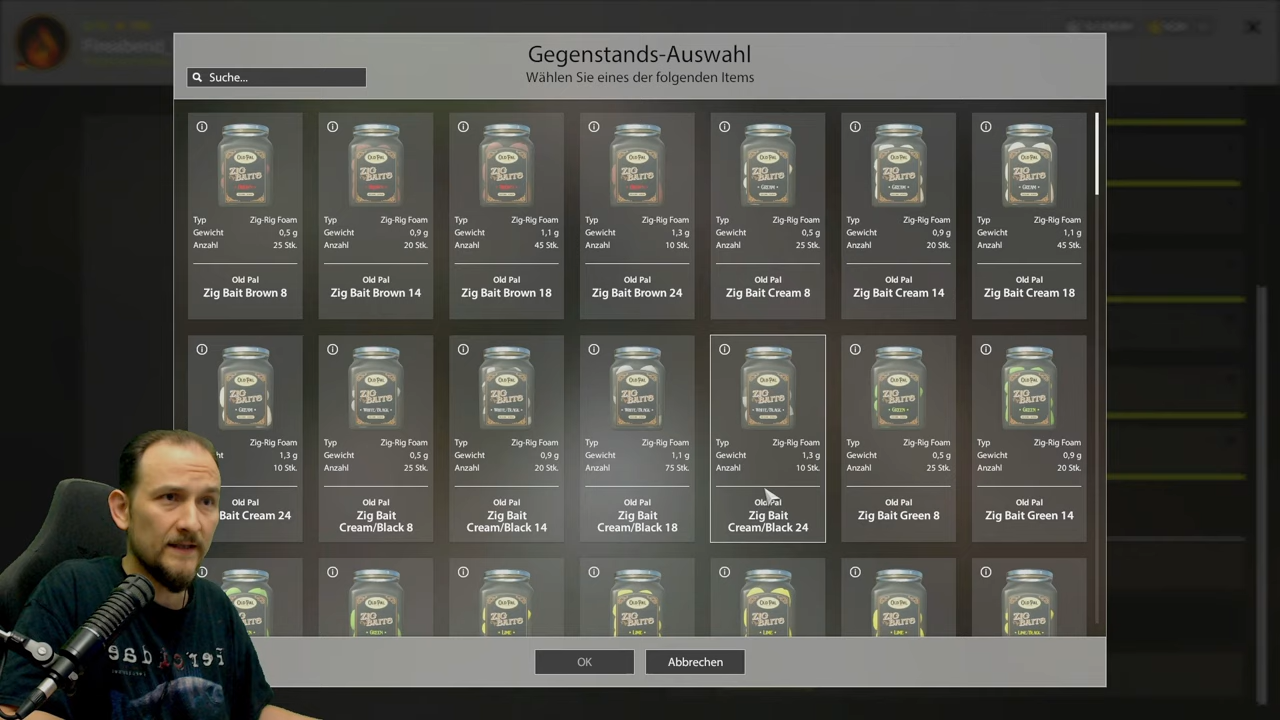 Gegenstands-Auswahl
Suche...
Wählen Sie eines der folgenden Items
Typ Zig-Rig Foam
Gewicht 0,5 g
Anzahl 25 Stk.
Old Pal
Zig Bait Brown 8
Typ Zig-Rig Foam
Gewicht 0,9 g
Anzahl 20 Stk.
Old Pal
Zig Bait Brown 14
Typ Zig-Rig Foam
Gewicht 1,1 g
Anzahl 45 Stk.
Old Pal
Zig Bait Brown 18
Typ Zig-Rig Foam
Gewicht 1,3 g
Anzahl 10 Stk.
Old Pal
Zig Bait Brown 24
Typ Zig-Rig Foam
Gewicht 0,5 g
Anzahl 25 Stk.
Old Pal
Zig Bait Cream 8
Typ Zig-Rig Foam
Gewicht 0,9 g
Anzahl 20 Stk.
Old Pal
Zig Bait Cream 14
Typ Zig-Rig Foam
Gewicht 1,1 g
Anzahl 45 Stk.
Old Pal
Zig Bait Cream 18
Zig-Rig Foam
1,3 g
10 Stk.
Old Pal
Bait Cream 24
Typ Zig-Rig Foam
Gewicht 0,5 g
Anzahl 25 Stk.
Old Pal
Zig Bait
Cream/Black 8
Typ Zig-Rig Foam
Gewicht 0,9 g
Anzahl 20 Stk.
Old Pal
Zig Bait
Cream/Black 14
Typ Zig-Rig Foam
Gewicht 1,1 g
Anzahl 75 Stk.
Old Pal
Zig Bait
Cream/Black 18
Typ Zig-Rig Foam
Gewicht 1,3 g
Anzahl 10 Stk.
Old Pal
Zig Bait
Cream/Black 24
Typ Zig-Rig Foam
Gewicht 0,5 g
Anzahl 25 Stk.
Old Pal
Zig Bait Green 8
Typ Zig-Rig Foam
Gewicht 0,9 g
Anzahl 20 Stk.
Old Pal
Zig Bait Green 14
OK
Abbrechen